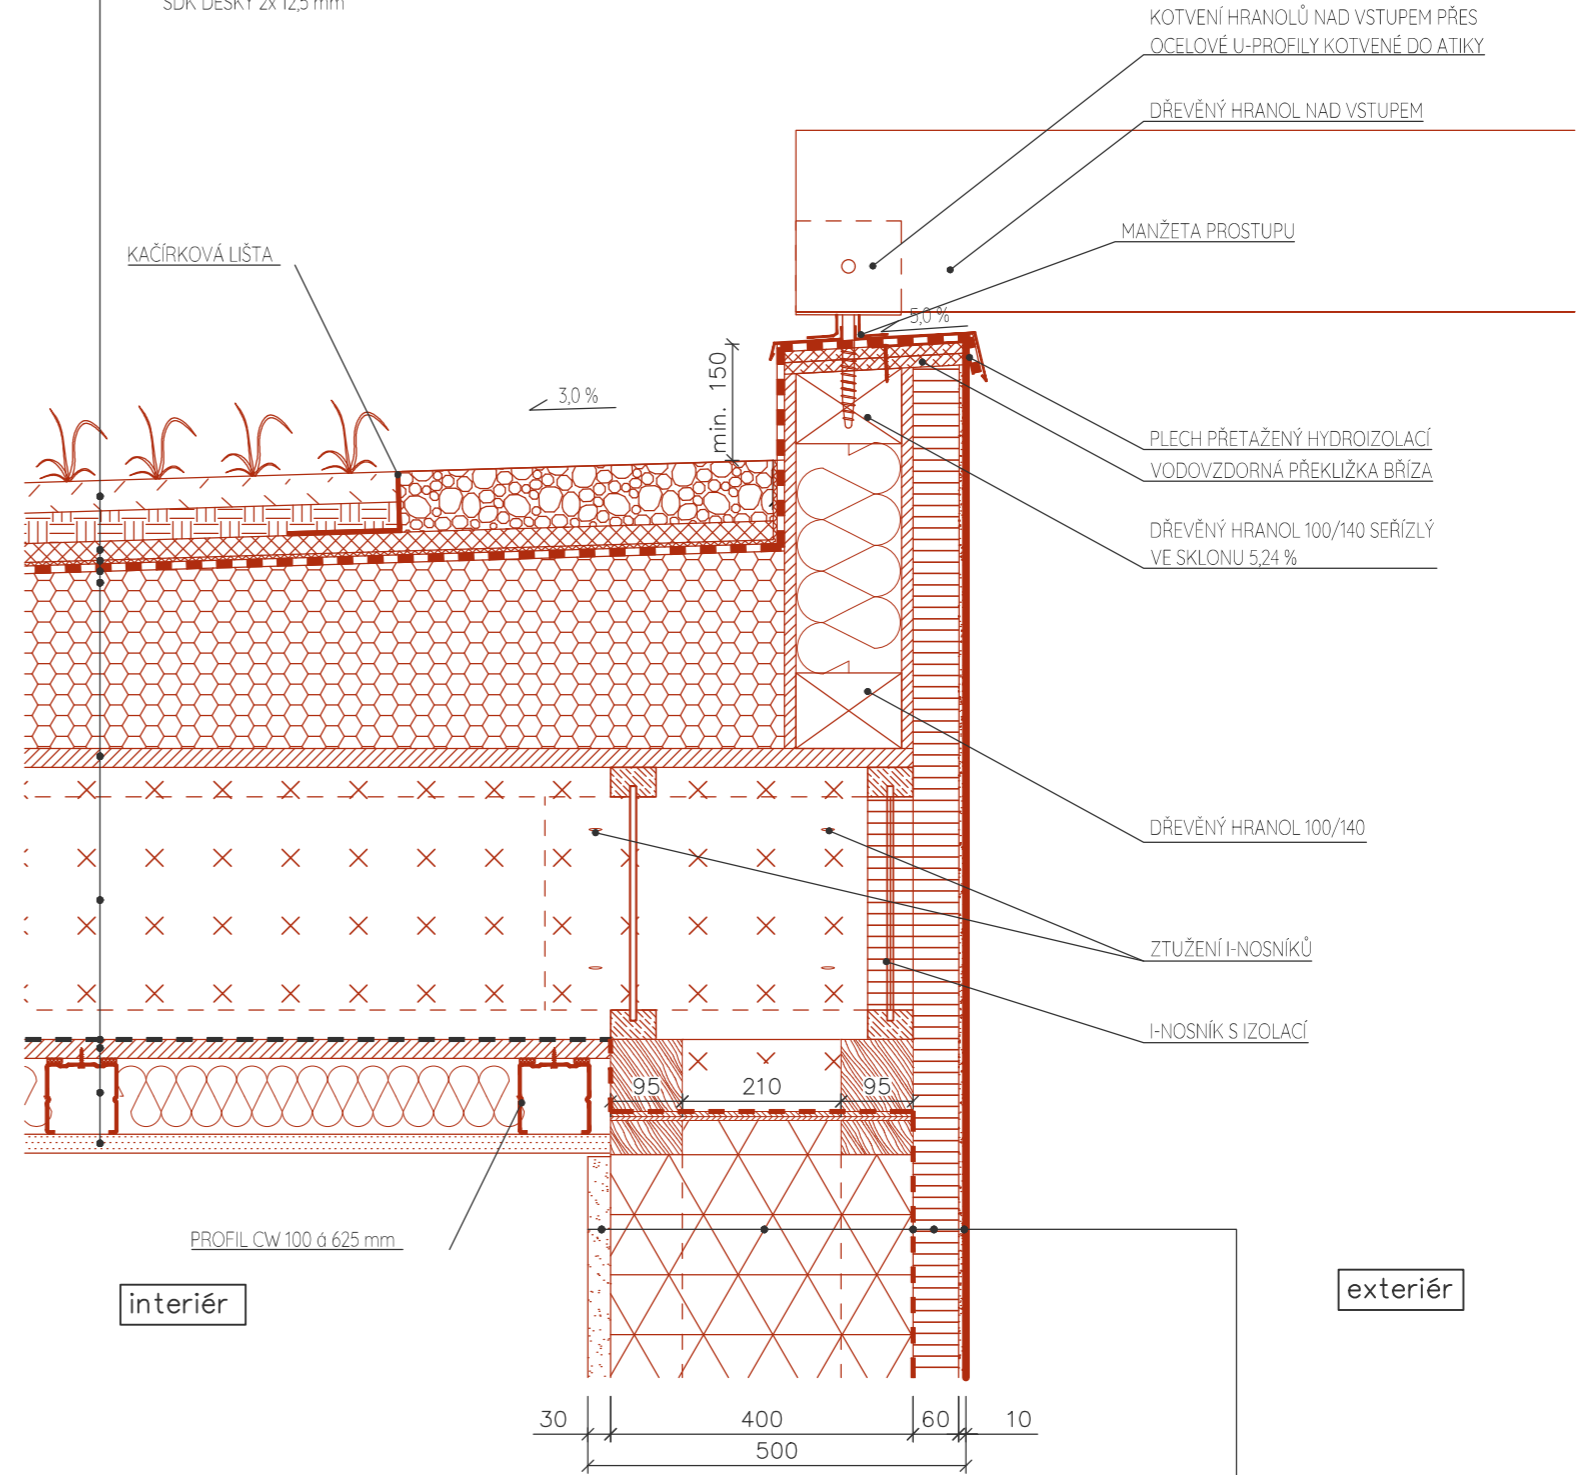 SDK DESKY 2x 12,5 mm
KOTVENÍ HRANOLŮ NAD VSTUPEM PŘES
OCELOVÉ U-PROFILY KOTVENÉ DO ATIKY
DŘEVĚNÝ HRANOL NAD VSTUPEM
MANŽETA PROSTUPU
KAČÍRKOVÁ LIŠTA
5,0 %
3,0 %
min. 150
PLECH PŘETAŽENÝ HYDROIZOLACÍ
VODOVZDORNÁ PŘEKLIŽKA BŘÍZA
DŘEVĚNÝ HRANOL 100/140 SEŘÍZLÝ
VE SKLONU 5,24 %
DŘEVĚNÝ HRANOL 100/140
ZTUŽENÍ I-NOSNÍKŮ
I-NOSNÍK S IZOLACÍ
95 210 95
PROFIL CW 100 á 625 mm
interiér
exteriér
30 400 60 10
500